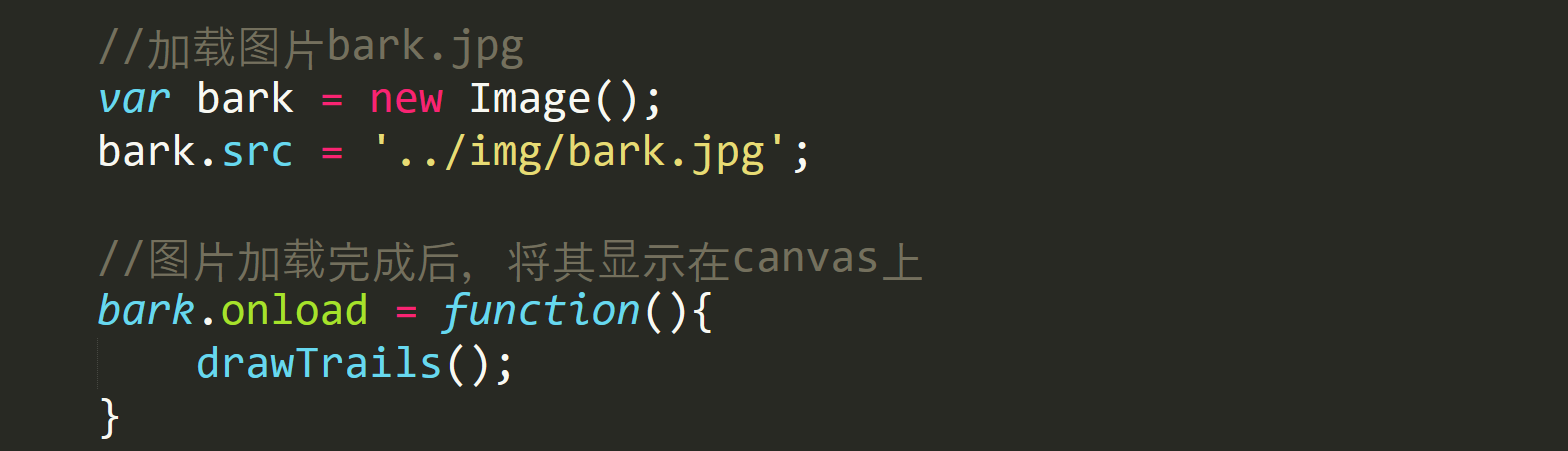 //加载图片bark.jpg
var bark = new Image();
bark.src = '../img/bark.jpg';
//图片加载完成后，将其显示在canvas上
bark.onload = function(){
    drawTrails();
}